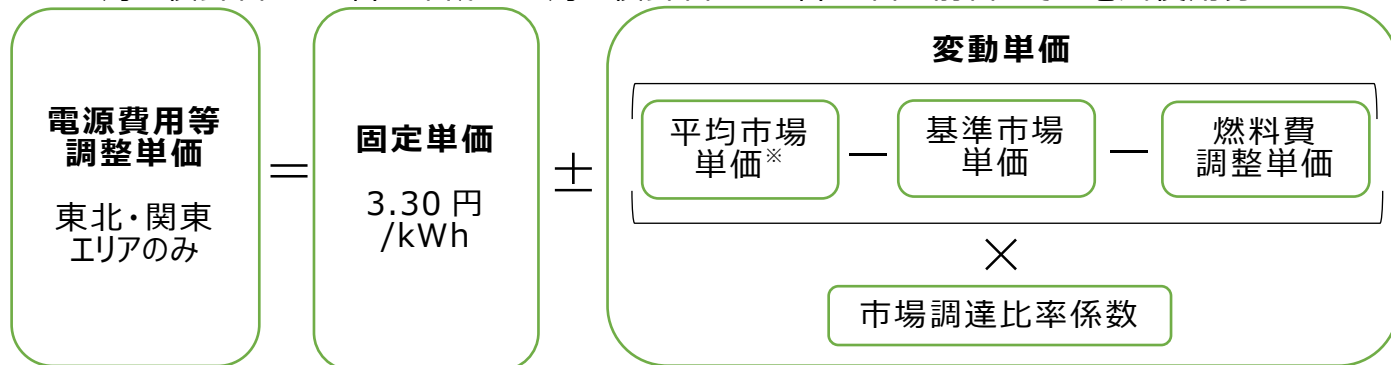 電源費用等
調整単価
東北・関東
エリアのみ
=
固定単価
3.30 円
/kWh
±
変動単価
平均市場
単価※
―
基準市場
単価
―
燃料費
調整単価
×
市場調達比率係数